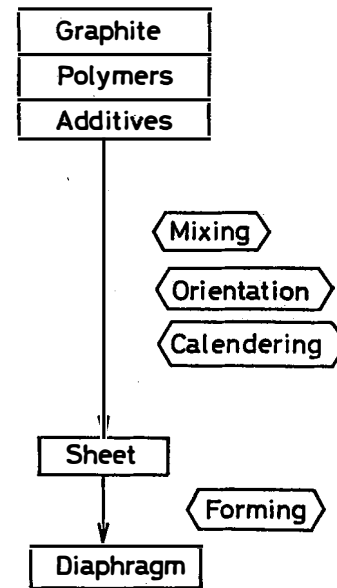 Graphite
Polymers
Additives
Mixing
Orientation
Calendering
Sheet
Forming
Diaphragm